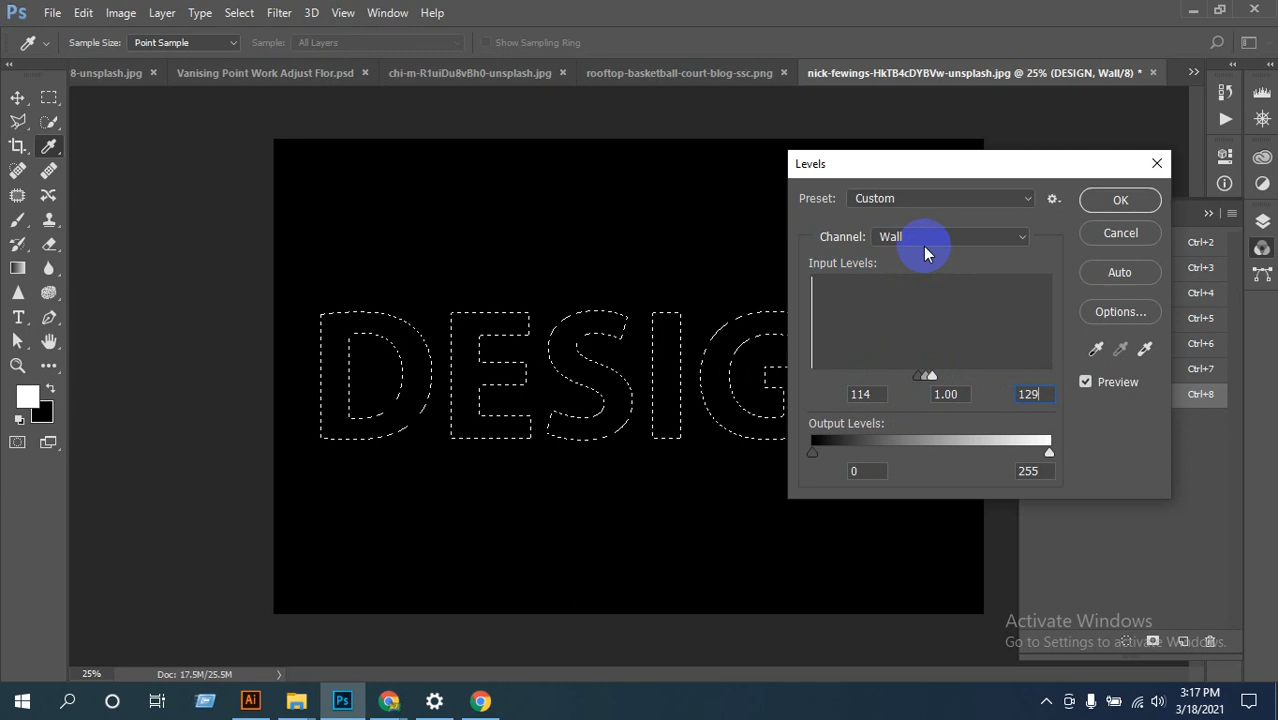 Ps File Edit Image Layer Type Select Filter 3D View Window Help
Sample Size: Point Sample Sample: All Layers Show Sampling Ring
8-unsplash.jpg × Vanising Point Work Adjust Flor.psd × chi-m-R1uiDu8vBh0-unsplash.jpg × rooftop-basketball-court-blog-ssc.png × nick-fewings-HkTB4cDYBVw-unsplash.jpg @ 25% (DESIGN, Wall/8) * ×
Levels
Preset: Custom
OK
Channel: Wall
Cancel
Input Levels:
Auto
Options...
Preview
114 1.00 129
Output Levels:
0 255
Ctrl+2
Ctrl+3
Ctrl+4
Ctrl+5
Ctrl+6
Ctrl+7
Ctrl+8
DESIG
Activate Windows
Go to Settings to activate Windows.
25% Doc: 17.5M/25.5M
Ai Ps
3:17 PM
3/18/2021